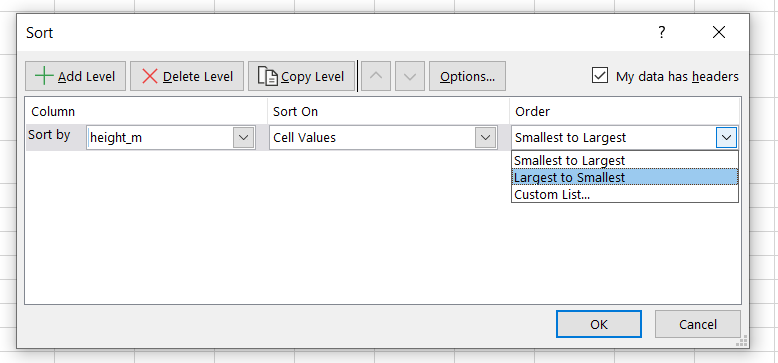 Sort
?
Add Level Delete Level Copy Level Options... My data has headers
Column Sort On Order
Sort by height_m Cell Values Smallest to Largest
Smallest to Largest
Largest to Smallest
Custom List...
OK Cancel